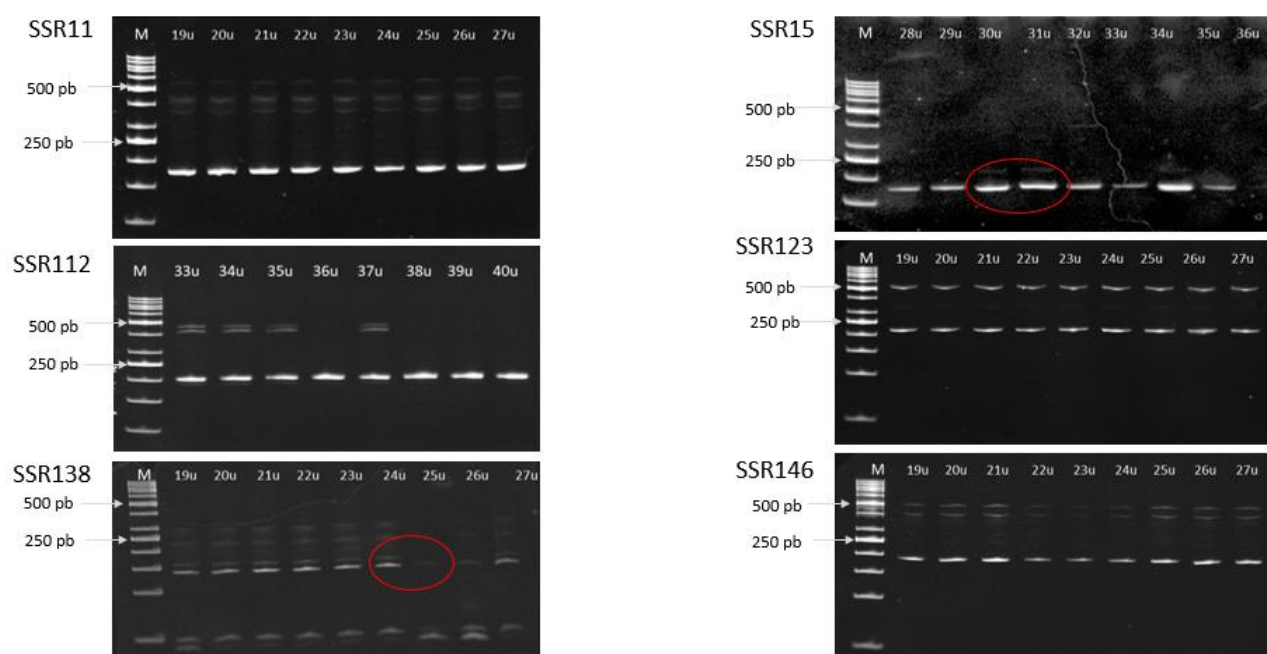 SSR11
M 19u 20u 21u 22u 23u 24u 25u 26u 27u
500 pb
250 pb
SSR15
M 28u 29u 30u 31u 32u 33u 34u 35u 36u
500 pb
250 pb
SSR112
M 33u 34u 35u 36u 37u 38u 39u 40u
500 pb
250 pb
SSR123
M 19u 20u 21u 22u 23u 24u 25u 26u 27u
500 pb
250 pb
SSR138
M 19u 20u 21u 22u 23u 24u 25u 26u 27u
500 pb
250 pb
SSR146
M 19u 20u 21u 22u 23u 24u 25u 26u 27u
500 pb
250 pb